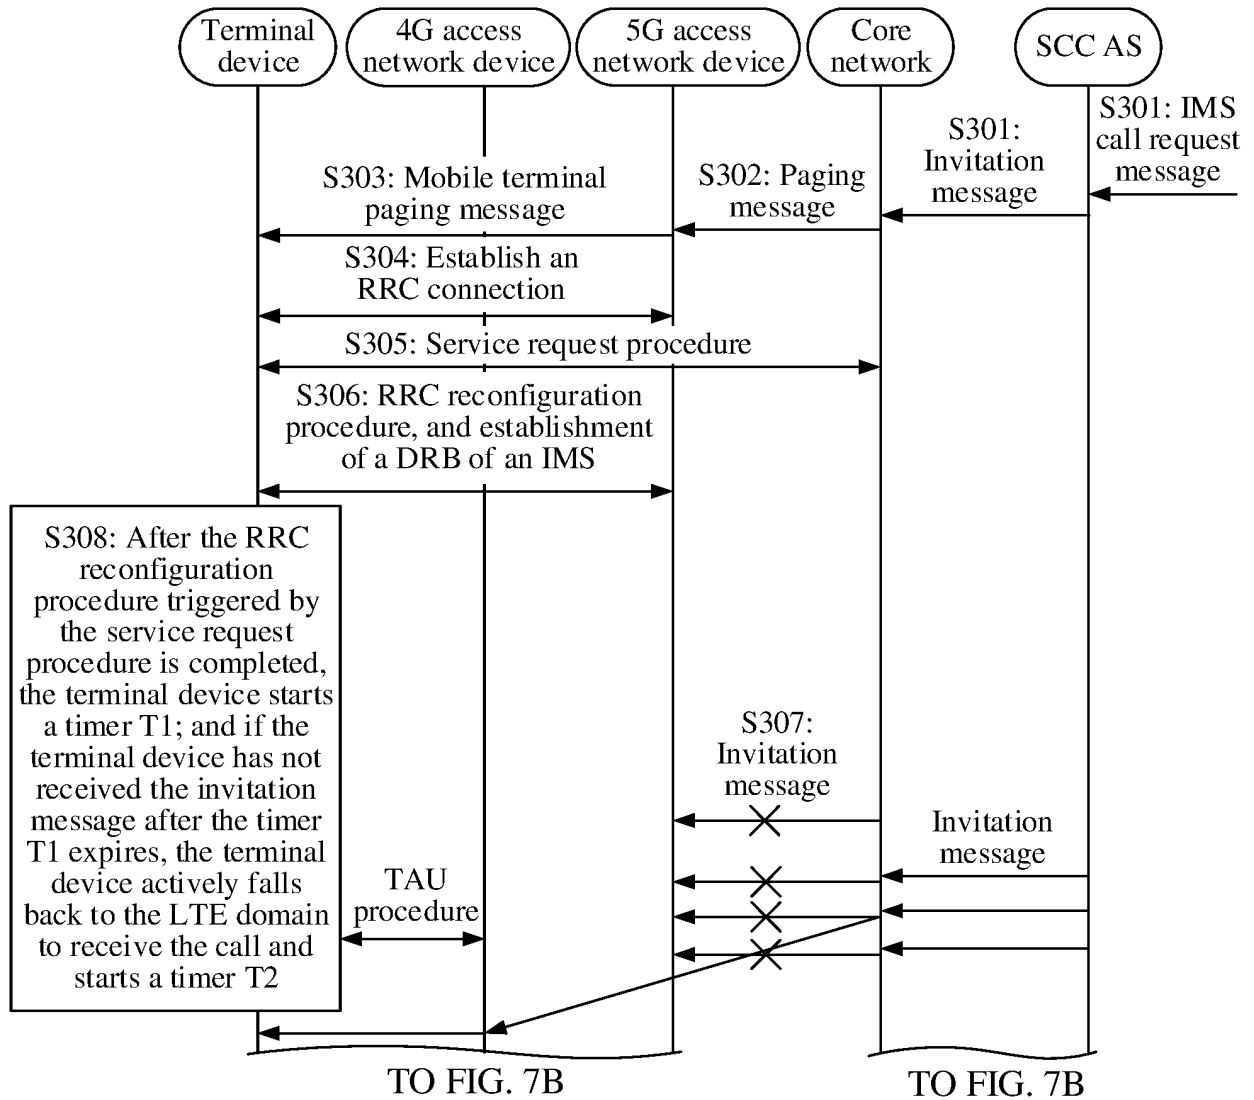 Terminal
device
4G access
network device
5G access
network device
Core
network
SCC AS
S301: IMS
call request
message
S301:
Invitation
message
S302: Paging
message
S303: Mobile terminal
paging message
S304: Establish an
RRC connection
S305: Service request procedure
S306: RRC reconfiguration
procedure, and establishment
of a DRB of an IMS
S308: After the RRC
reconfiguration
procedure triggered by
the service request
procedure is completed,
the terminal device starts
a timer T1; and if the
terminal device has not
received the invitation
message after the timer
T1 expires, the terminal
device actively falls
back to the LTE domain
to receive the call and
starts a timer T2
S307:
Invitation
message
Invitation
message
TAU
procedure
TO FIG. 7B
TO FIG. 7B